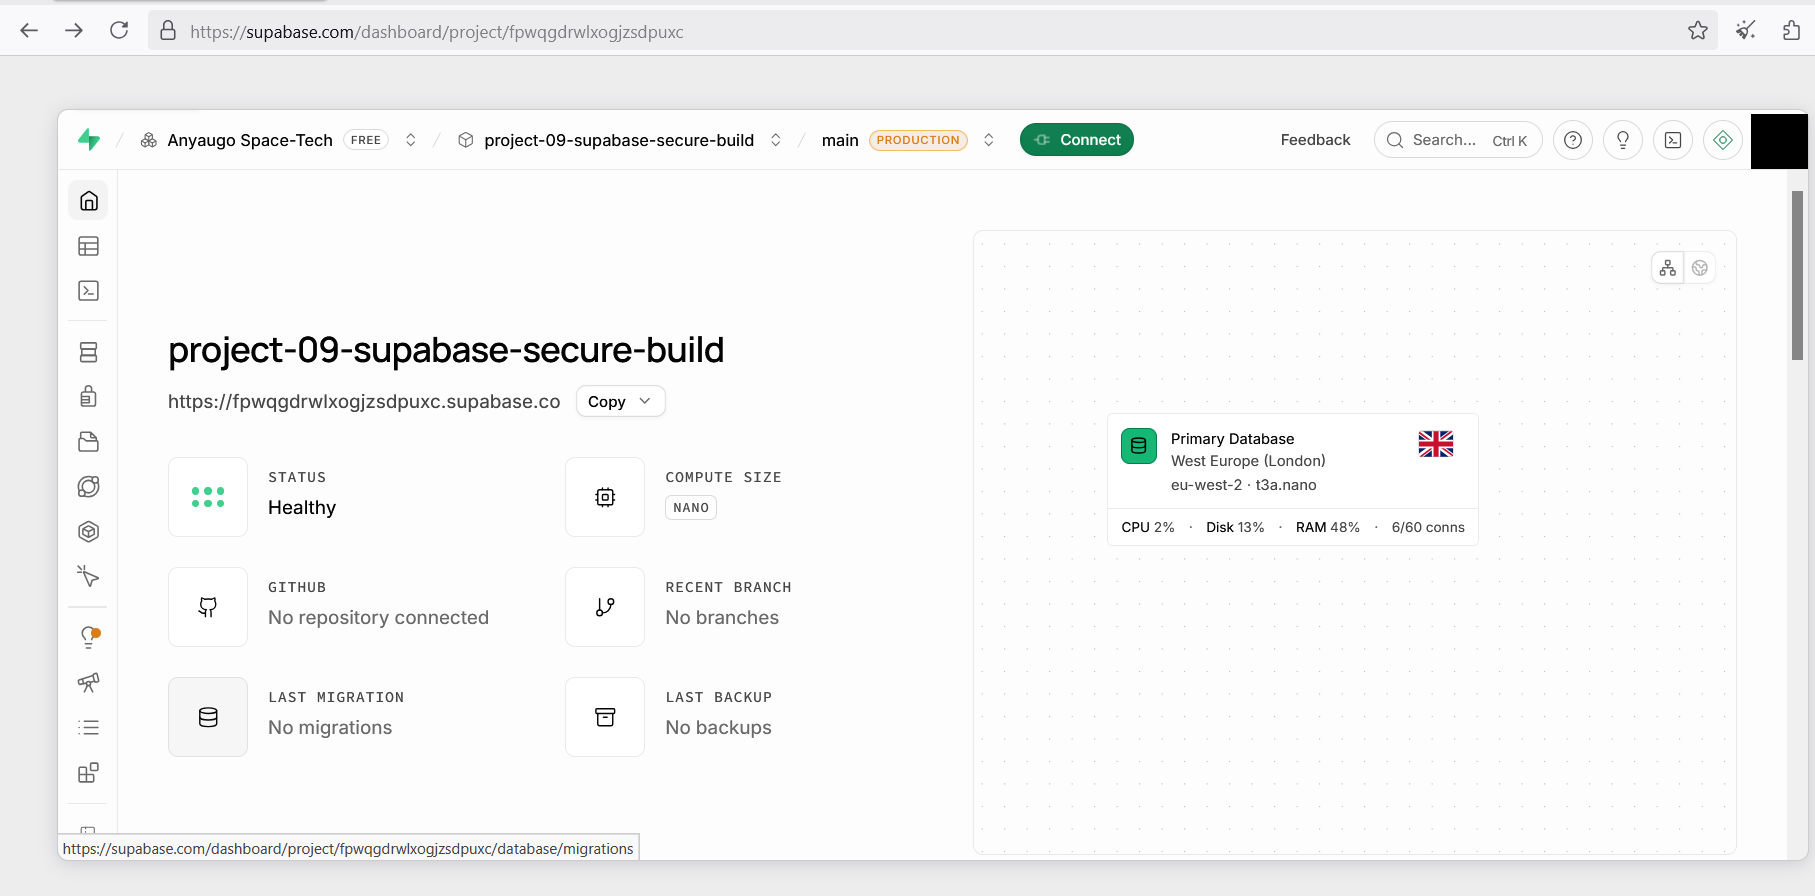 https://supabase.com/dashboard/project/fpwqgdrwlxogjzsdpuxc
Anyaugo Space-Tech FREE project-09-supabase-secure-build main PRODUCTION Connect Feedback Search... Ctrl K
project-09-supabase-secure-build
https://fpwqgdrwlxogjzsdpuxc.supabase.co Copy
STATUS
Healthy
COMPUTE SIZE
NANO
GITHUB
No repository connected
RECENT BRANCH
No branches
LAST MIGRATION
No migrations
LAST BACKUP
No backups
Primary Database
West Europe (London)
eu-west-2 · t3a.nano
CPU 2% · Disk 13% · RAM 48% · 6/60 conns
https://supabase.com/dashboard/project/fpwqgdrwlxogjzsdpuxc/database/migrations